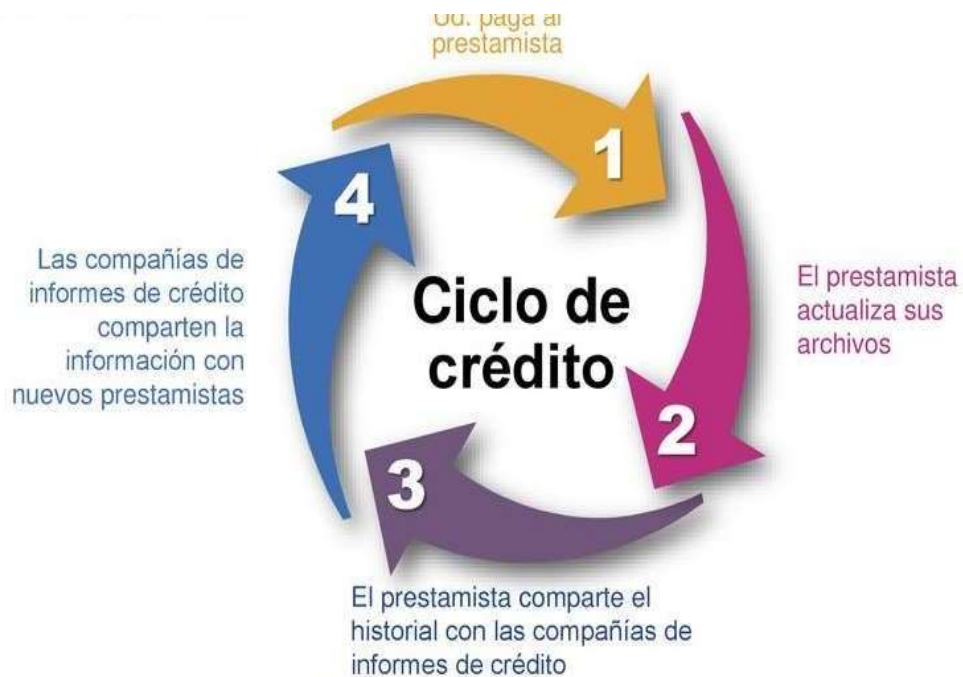 Ud. paga al
prestamista
1
El prestamista
actualiza sus
archivos
2
3
El prestamista comparte el
historial con las compañías de
informes de crédito
4
Las compañías de
informes de crédito
comparten la
información con
nuevos prestamistas
Ciclo de
crédito